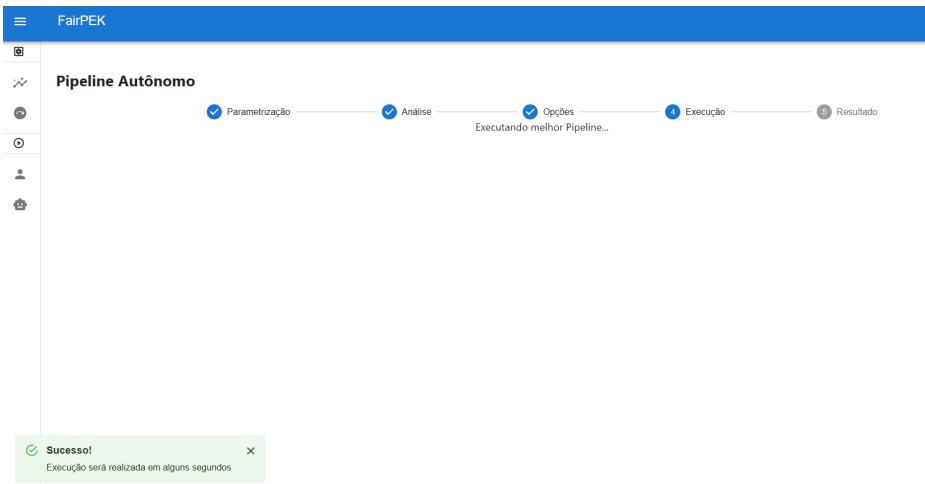 FairPEK
Pipeline Autônomo
Parametrização
Análise
Opções
4 Execução
5 Resultado
Executando melhor Pipeline...
Sucesso!
Execução será realizada em alguns segundos